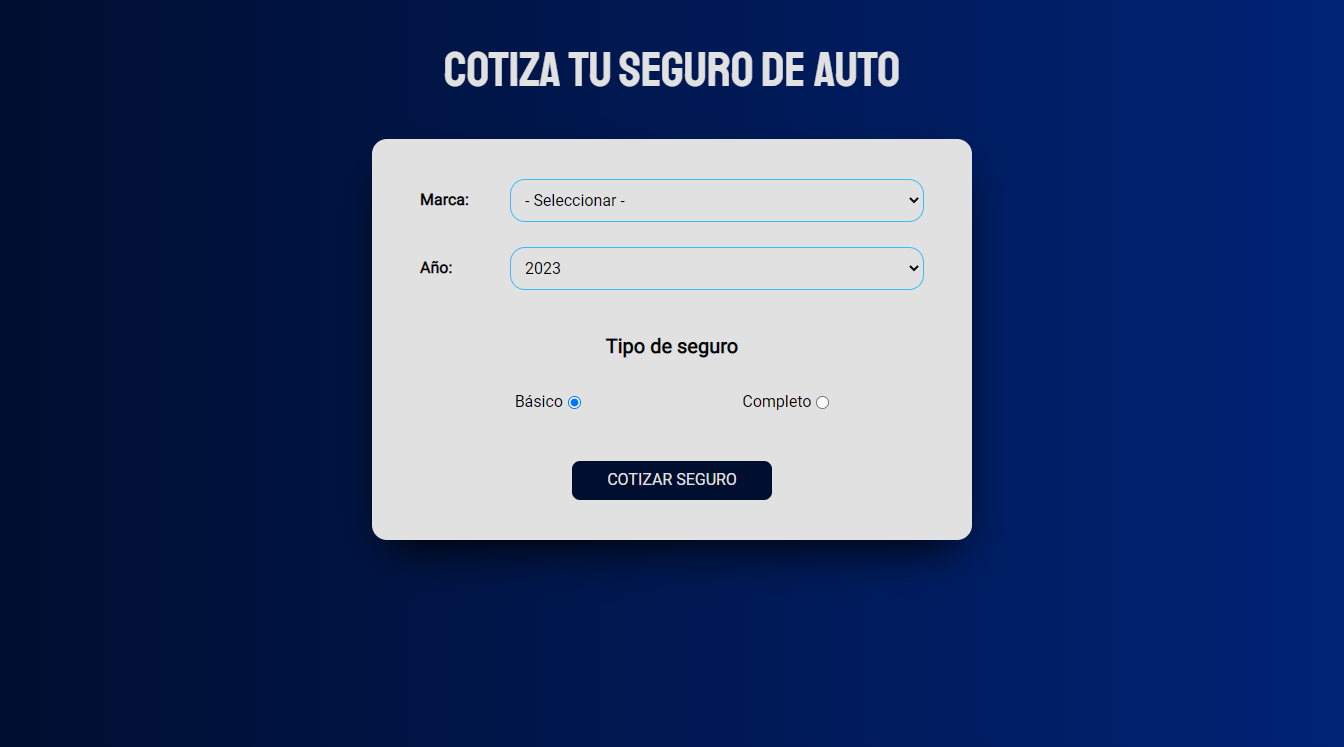 COTIZA TU SEGURO DE AUTO
Marca: - Seleccionar -
Año: 2023
Tipo de seguro
Básico Completo
COTIZAR SEGURO